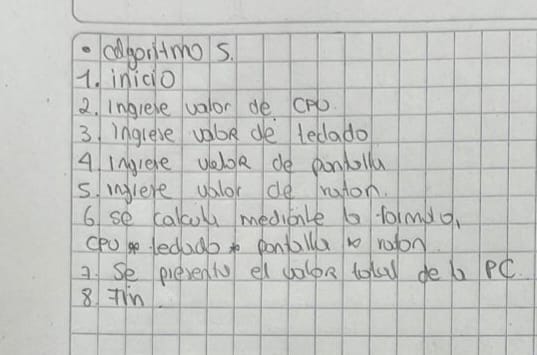 • algoritmo S.
1. inicio
2. Ingrese valor de CPU.
3. Ingrese valor de teclado
4. Ingrese valor de pantalla
5. ingrese valor de raton.
6. se calcula mediante la formula,
CPU + teclado + pantalla + raton
7. Se presenta el valor total de la PC.
8. Fin.